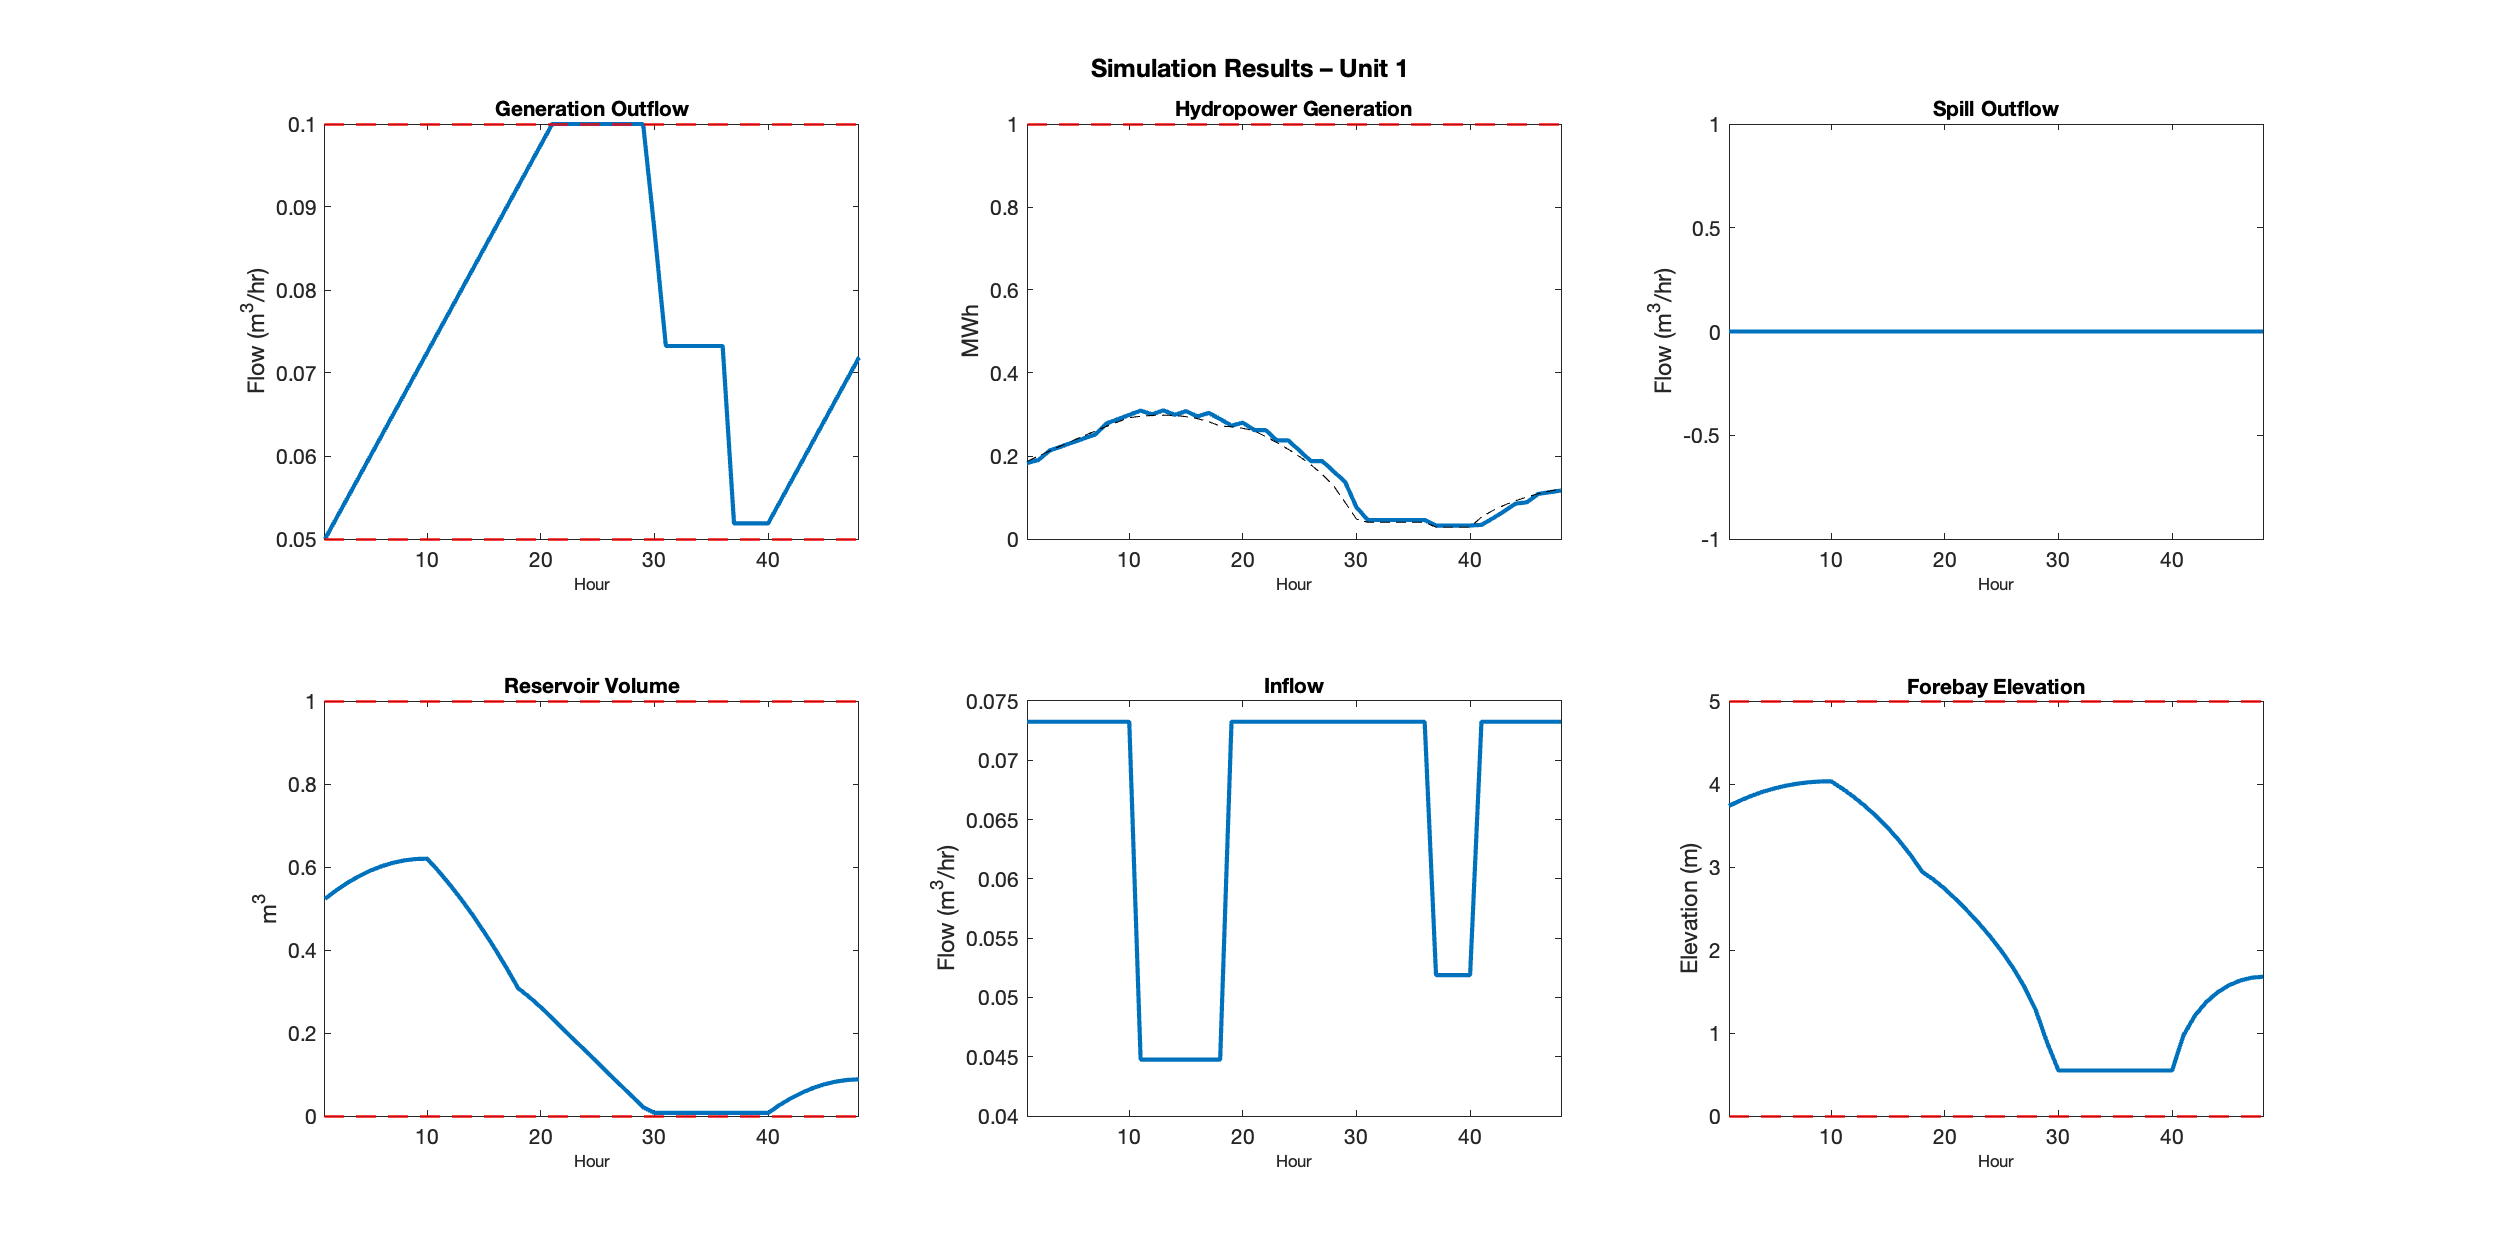 Simulation Results – Unit 1
Generation Outflow
0.1
0.09
0.08
0.07
0.06
0.05
Flow (m³/hr)
10 20 30 40
Hour
Hydropower Generation
1
0.8
0.6
0.4
0.2
0
MWh
10 20 30 40
Hour
Spill Outflow
1
0.5
0
-0.5
-1
Flow (m³/hr)
10 20 30 40
Hour
Reservoir Volume
1
0.8
0.6
0.4
0.2
0
m³
10 20 30 40
Hour
Inflow
0.075
0.07
0.065
0.06
0.055
0.05
0.045
0.04
Flow (m³/hr)
10 20 30 40
Hour
Forebay Elevation
5
4
3
2
1
0
Elevation (m)
10 20 30 40
Hour